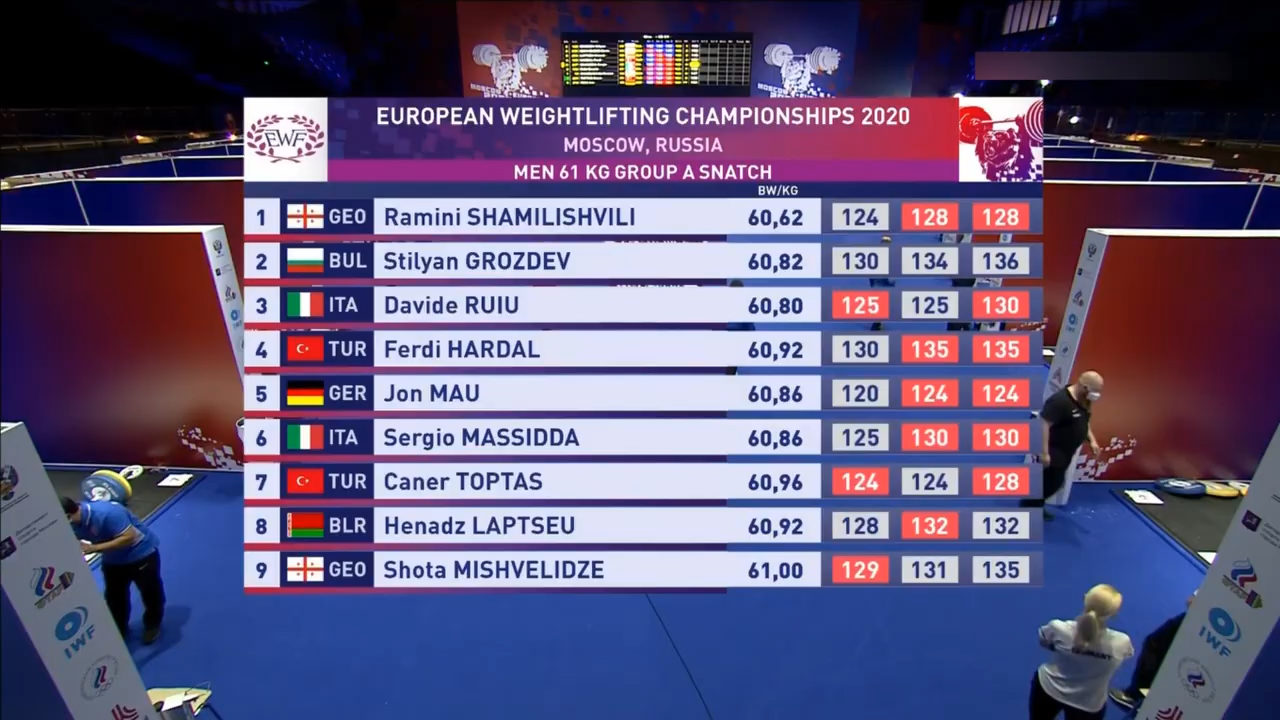 EUROPEAN WEIGHTLIFTING CHAMPIONSHIPS 2020
MOSCOW, RUSSIA
MEN 61 KG GROUP A SNATCH
EWF
BW/KG
1 GEO Ramini SHAMILISHVILI 60,62 124 128 128
2 BUL Stilyan GROZDEV 60,82 130 134 136
3 ITA Davide RUIU 60,80 125 125 130
4 TUR Ferdi HARDAL 60,92 130 135 135
5 GER Jon MAU 60,86 120 124 124
6 ITA Sergio MASSIDDA 60,86 125 130 130
7 TUR Caner TOPTAS 60,96 124 124 128
8 BLR Henadz LAPTSEU 60,92 128 132 132
9 GEO Shota MISHVELIDZE 61,00 129 131 135
IWF
IWF